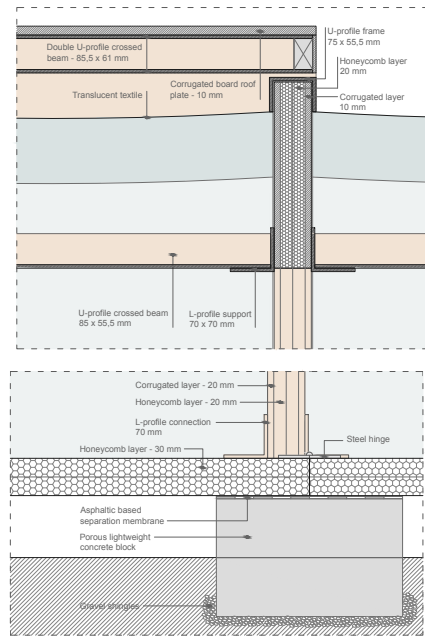 U-profile frame
75 x 55,5 mm
Double U-profile crossed
beam - 85,5 x 61 mm
Honeycomb layer
20 mm
Translucent textile
Corrugated board roof
plate - 10 mm
Corrugated layer
10 mm
U-profile crossed beam
85 x 55,5 mm
L-profile support
70 x 70 mm
Corrugated layer - 20 mm
Honeycomb layer - 20 mm
L-profile connection
70 mm
Steel hinge
Honeycomb layer - 30 mm
Asphaltic based
separation membrane
Porous lightweight
concrete block
Gravel shingles